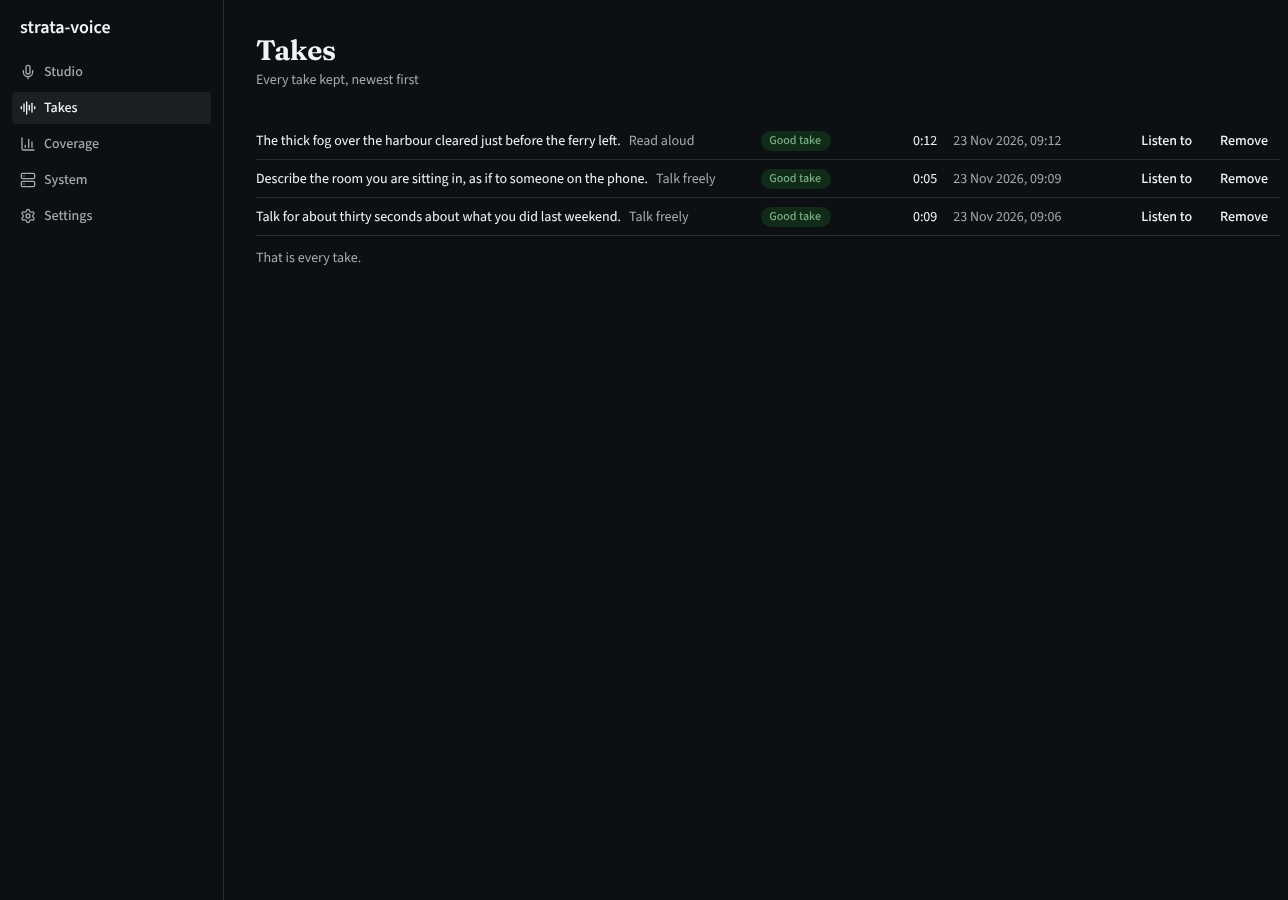 strata-voice
Studio
Takes
Coverage
System
Settings
Takes
Every take kept, newest first
The thick fog over the harbour cleared just before the ferry left. Read aloud Good take 0:12 23 Nov 2026, 09:12 Listen to Remove
Describe the room you are sitting in, as if to someone on the phone. Talk freely Good take 0:05 23 Nov 2026, 09:09 Listen to Remove
Talk for about thirty seconds about what you did last weekend. Talk freely Good take 0:09 23 Nov 2026, 09:06 Listen to Remove
That is every take.